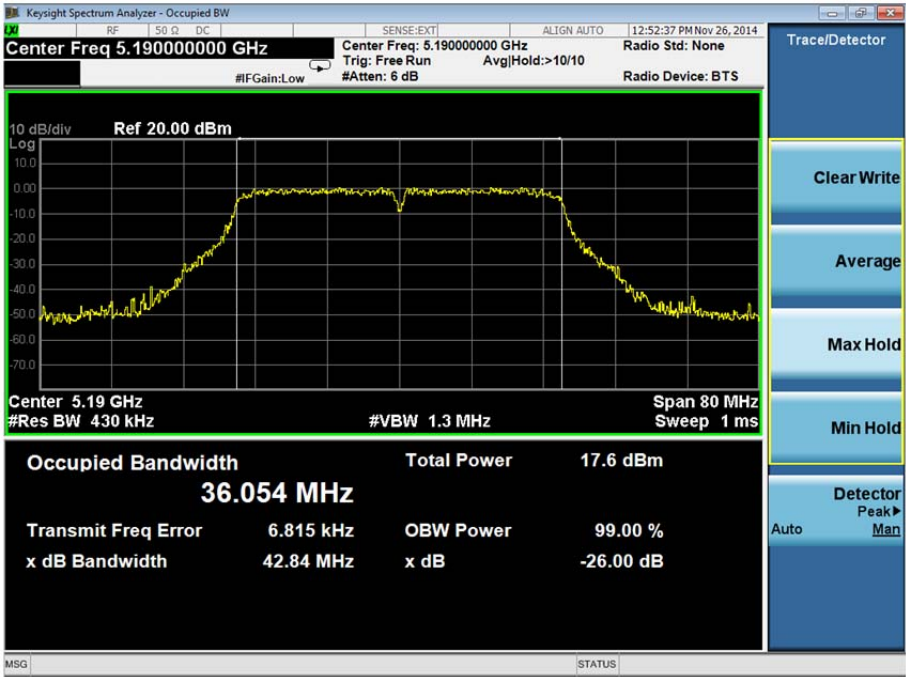 Keysight Spectrum Analyzer - Occupied BW
LXI RF 50 Ω DC SENSE:EXT ALIGN AUTO 12:52:37 PM Nov 26, 2014
Center Freq 5.190000000 GHz
Center Freq: 5.190000000 GHz Radio Std: None
Trig: Free Run Avg|Hold:>10/10
#IFGain:Low #Atten: 6 dB Radio Device: BTS
10 dB/div Ref 20.00 dBm
Log
10.0
0.00
-10.0
-20.0
-30.0
-40.0
-50.0
-60.0
-70.0
Center 5.19 GHz Span 80 MHz
#Res BW 430 kHz #VBW 1.3 MHz Sweep 1 ms
Occupied Bandwidth Total Power 17.6 dBm
36.054 MHz
Transmit Freq Error 6.815 kHz OBW Power 99.00 %
x dB Bandwidth 42.84 MHz x dB -26.00 dB
MSG STATUS
Trace/Detector
Clear Write
Average
Max Hold
Min Hold
Detector
Peak▶
Auto Man